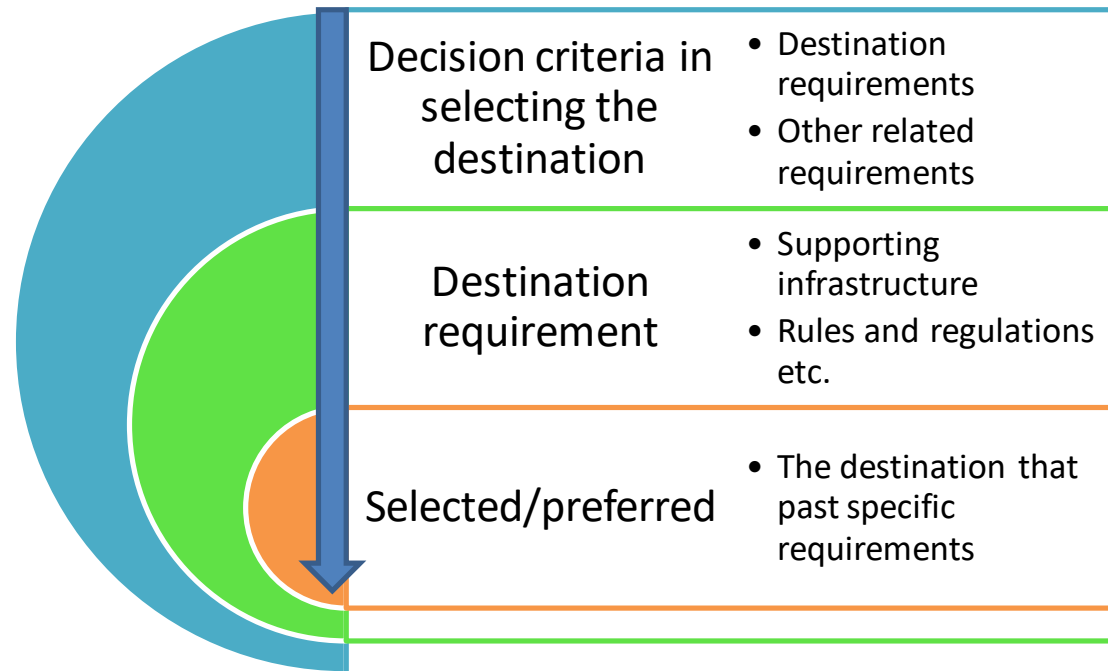 Decision criteria in
selecting the
destination
• Destination
requirements
• Other related
requirements
Destination
requirement
• Supporting
infrastructure
• Rules and regulations
etc.
Selected/preferred
• The destination that
past specific
requirements